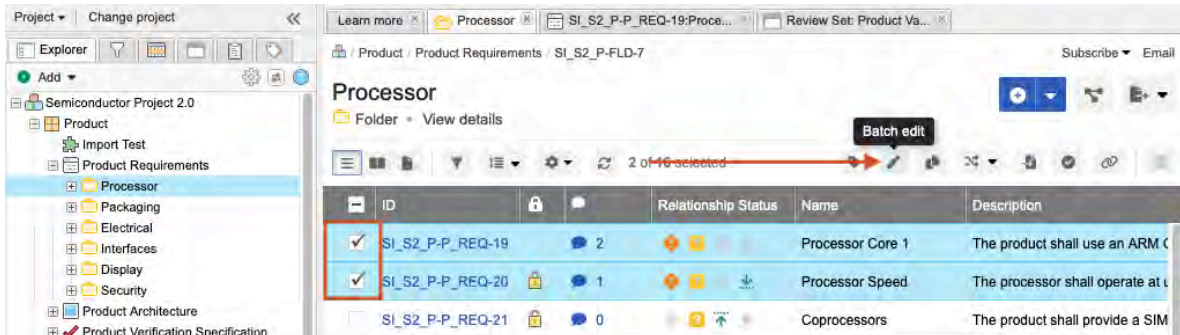 Project Change project
Learn more Processor SI_S2_P-P_REQ-19:Proce... Review Set: Product Va...
Explorer
/ Product / Product Requirements / SI_S2_P-FLD-7
Subscribe Email
Add
Semiconductor Project 2.0
Product
Import Test
Product Requirements
Processor
Packaging
Electrical
Interfaces
Display
Security
Product Architecture
Product Verification Specification
Processor
Folder • View details
Batch edit
2 of 16 selected
ID Relationship Status Name Description
SI_S2_P-P_REQ-19 2 Processor Core 1 The product shall use an ARM C
SI_S2_P-P_REQ-20 1 Processor Speed The processor shall operate at u
SI_S2_P-P_REQ-21 0 Coprocessors The product shall provide a SIM